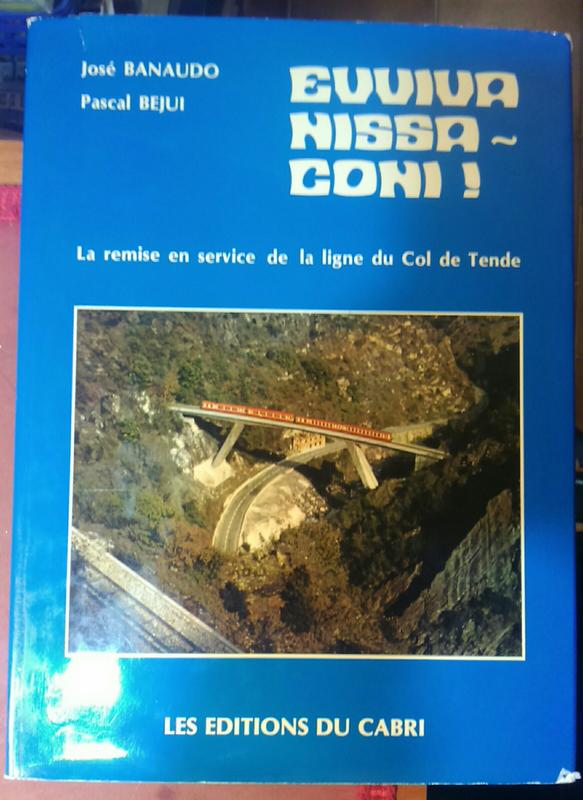 José BANAUDO
Pascal BEJUI
EVVIVA
NISSA ~
CONI !
La remise en service de la ligne du Col de Tende
LES EDITIONS DU CABRI